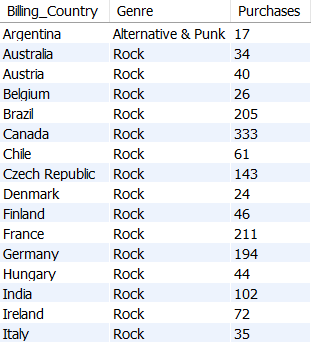 Billing_Country Genre Purchases
Argentina Alternative & Punk 17
Australia Rock 34
Austria Rock 40
Belgium Rock 26
Brazil Rock 205
Canada Rock 333
Chile Rock 61
Czech Republic Rock 143
Denmark Rock 24
Finland Rock 46
France Rock 211
Germany Rock 194
Hungary Rock 44
India Rock 102
Ireland Rock 72
Italy Rock 35